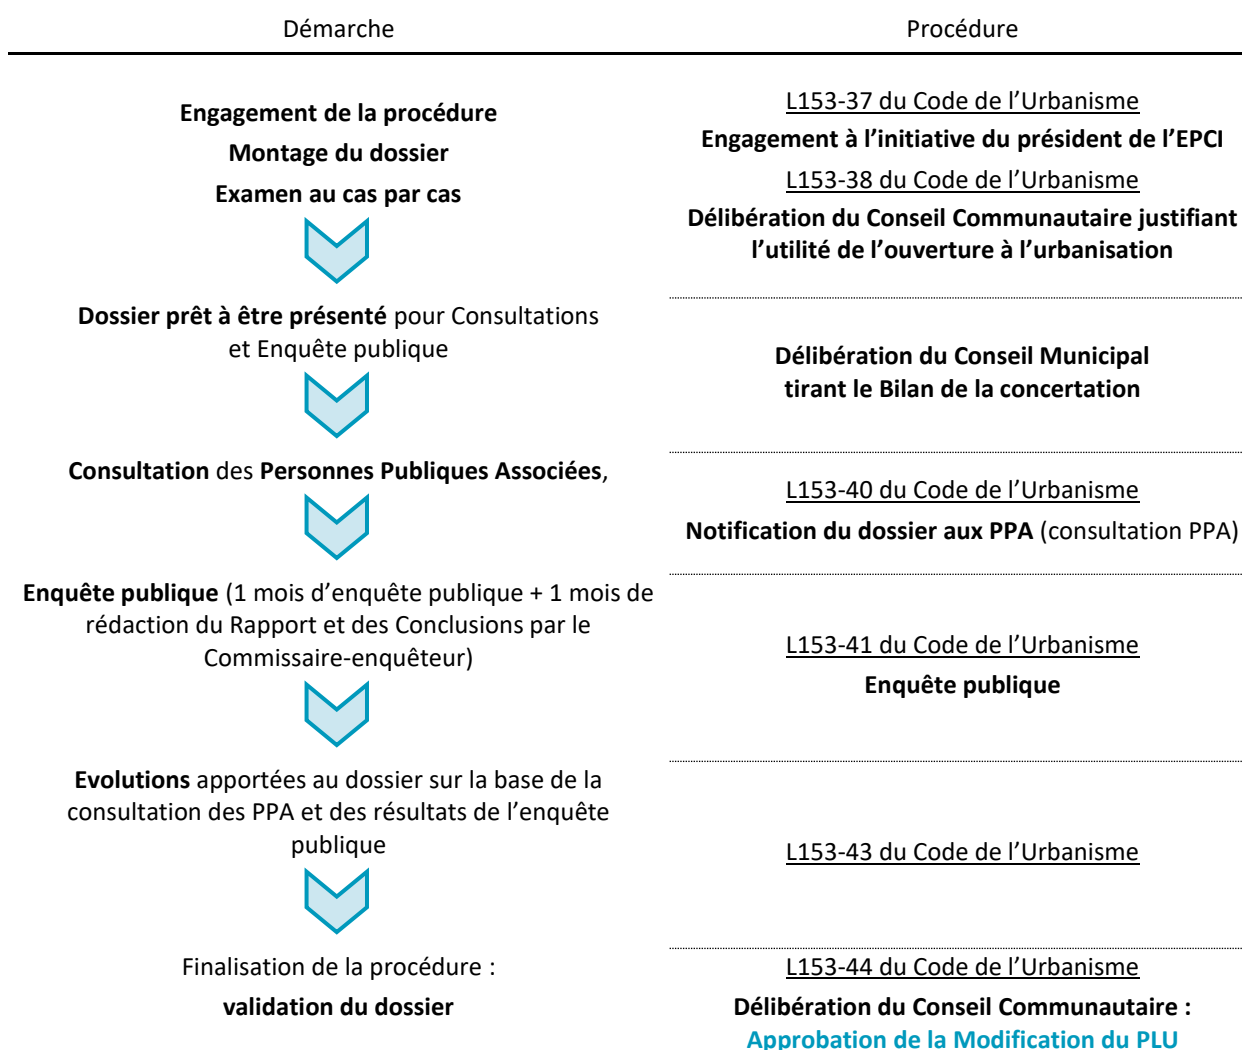 Démarche
Procédure
Engagement de la procédure
Montage du dossier
Examen au cas par cas
L153-37 du Code de l’Urbanisme
Engagement à l’initiative du président de l’EPCI
L153-38 du Code de l’Urbanisme
Délibération du Conseil Communautaire justifiant
l’utilité de l’ouverture à l’urbanisation
Dossier prêt à être présenté pour Consultations
et Enquête publique
Délibération du Conseil Municipal
tirant le Bilan de la concertation
Consultation des Personnes Publiques Associées,
L153-40 du Code de l’Urbanisme
Notification du dossier aux PPA (consultation PPA)
Enquête publique (1 mois d’enquête publique + 1 mois de
rédaction du Rapport et des Conclusions par le
Commissaire-enquêteur)
L153-41 du Code de l’Urbanisme
Enquête publique
Evolutions apportées au dossier sur la base de la
consultation des PPA et des résultats de l’enquête
publique
L153-43 du Code de l’Urbanisme
Finalisation de la procédure :
validation du dossier
L153-44 du Code de l’Urbanisme
Délibération du Conseil Communautaire :
Approbation de la Modification du PLU